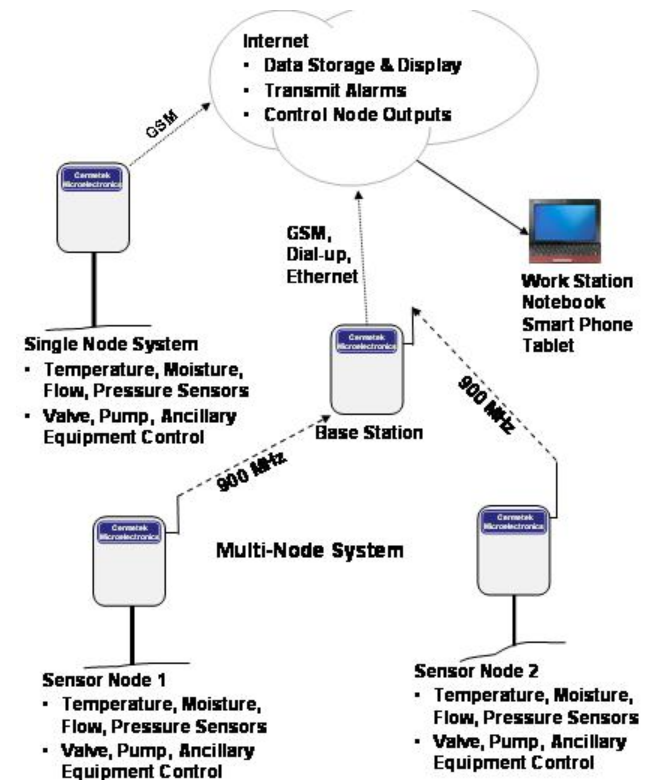 Internet
▪ Data Storage & Display
▪ Transmit Alarms
▪ Control Node Outputs
GSM
Cermetek
Microelectronics
GSM,
Dial-up,
Ethernet
Work Station
Notebook
Smart Phone
Tablet
Single Node System
▪ Temperature, Moisture,
Flow, Pressure Sensors
▪ Valve, Pump, Ancillary
Equipment Control
Cermetek
Microelectronics
Base Station
900 MHz
900 MHz
Cermetek
Microelectronics
Multi-Node System
Cermetek
Microelectronics
Sensor Node 1
▪ Temperature, Moisture,
Flow, Pressure Sensors
▪ Valve, Pump, Ancillary
Equipment Control
Sensor Node 2
▪ Temperature, Moisture,
Flow, Pressure Sensors
▪ Valve, Pump, Ancillary
Equipment Control